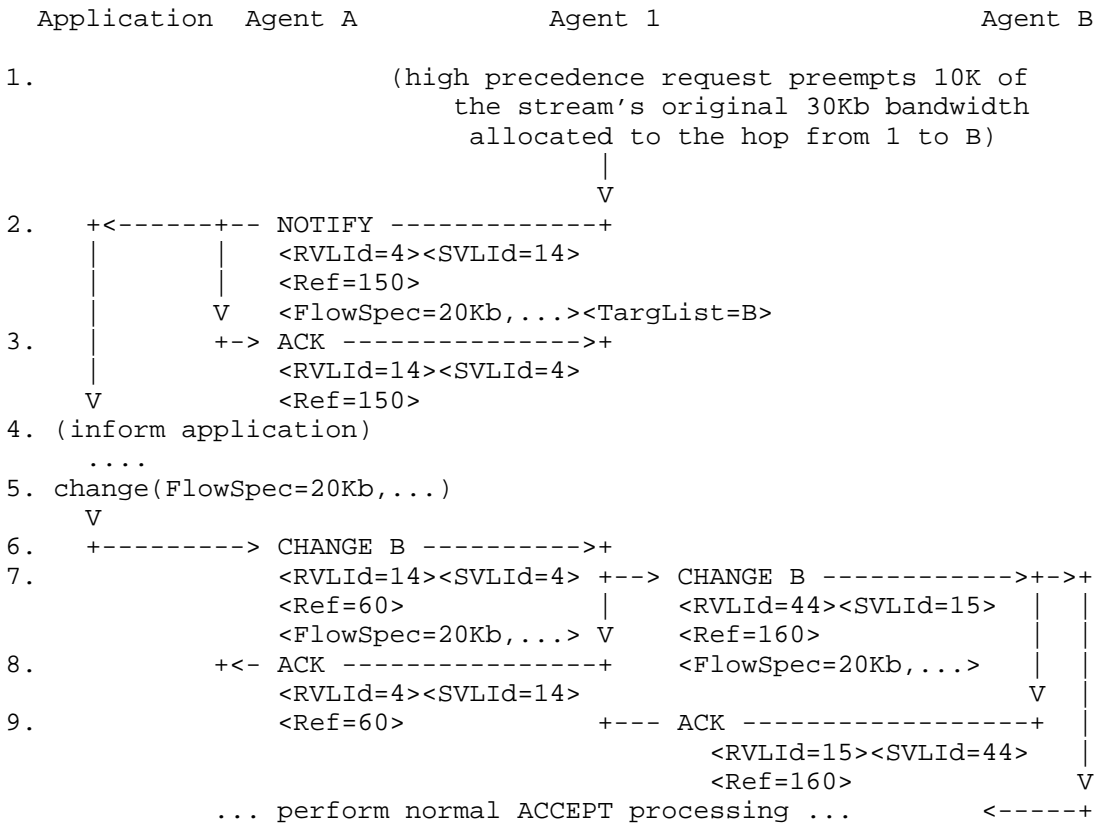 Application  Agent A            Agent 1                    Agent B

1.                      (high precedence request preempts 10K of
                          the stream's original 30Kb bandwidth
                           allocated to the hop from 1 to B)
                                    |
                                    V
2.   +<------+-- NOTIFY -------------+
     |       |   <RVLId=4><SVLId=14>
     |       |   <Ref=150>
     |       V   <FlowSpec=20Kb,...><TargList=B>
3.   |       +-> ACK --------------->+
     |           <RVLId=14><SVLId=4>
     V           <Ref=150>
4. (inform application)
     ....
5. change(FlowSpec=20Kb,...)
     V
6.   +---------> CHANGE B ---------->+
7.               <RVLId=14><SVLId=4> +--> CHANGE B ------------>+->+
                 <Ref=60>            |    <RVLId=44><SVLId=15>  |  |
                 <FlowSpec=20Kb,...> V    <Ref=160>             |  |
8.           +<- ACK ----------------+    <FlowSpec=20Kb,...>   |  |
                 <RVLId=4><SVLId=14>                            V  |
9.               <Ref=60>            +--- ACK ------------------+  |
                                            <RVLId=15><SVLId=44>   |
                                            <Ref=160>              V
             ... perform normal ACCEPT processing ...        <-----+